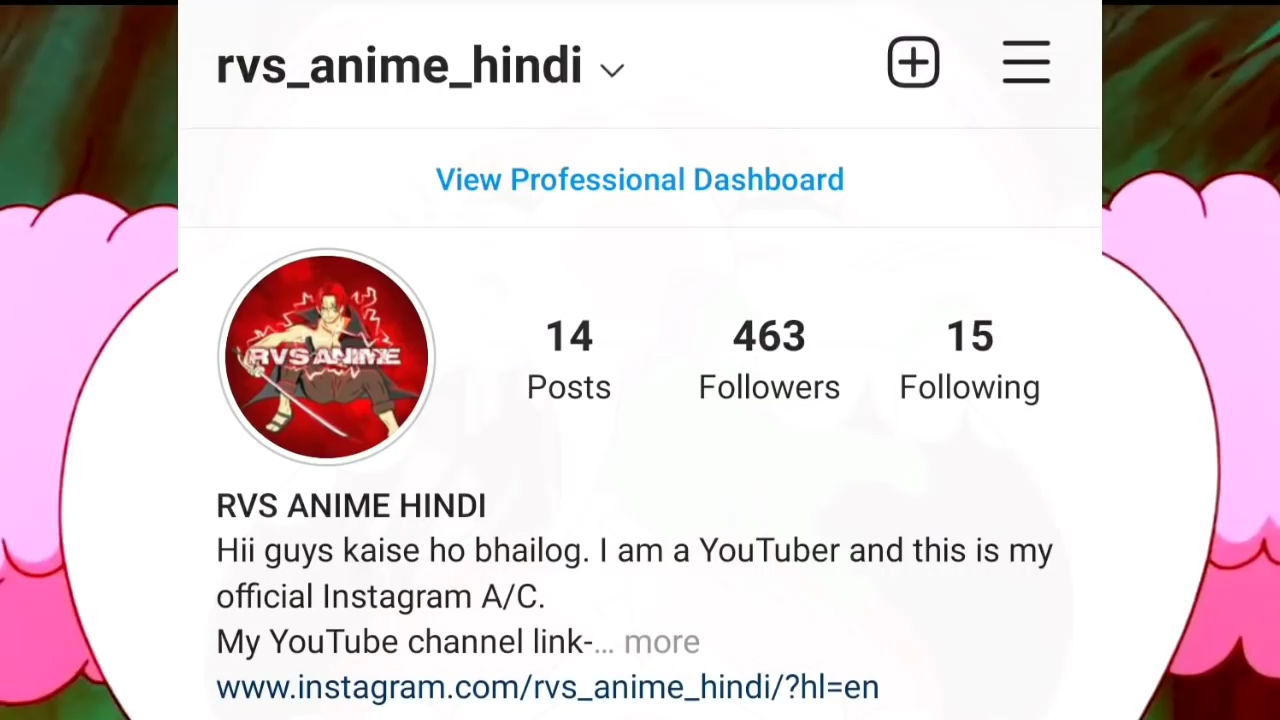 rvs_anime_hindi
View Professional Dashboard
RVS ANIME
14
Posts
463
Followers
15
Following
RVS ANIME HINDI
Hii guys kaise ho bhailog. I am a YouTuber and this is my
official Instagram A/C.
My YouTube channel link-... more
www.instagram.com/rvs_anime_hindi/?hl=en